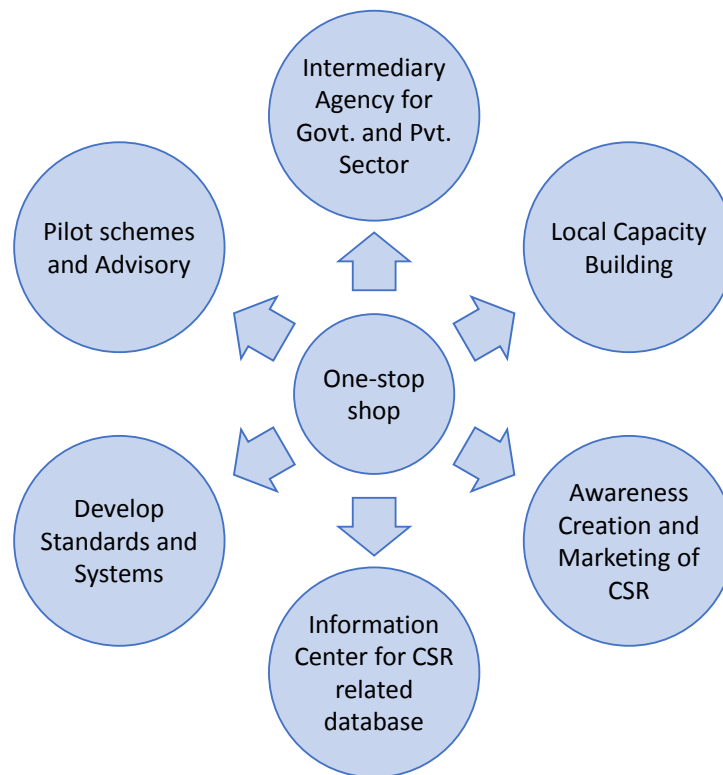 Intermediary
Agency for
Govt. and Pvt.
Sector
Pilot schemes
and Advisory
Local Capacity
Building
One-stop
shop
Develop
Standards and
Systems
Awareness
Creation and
Marketing of
CSR
Information
Center for CSR
related
database